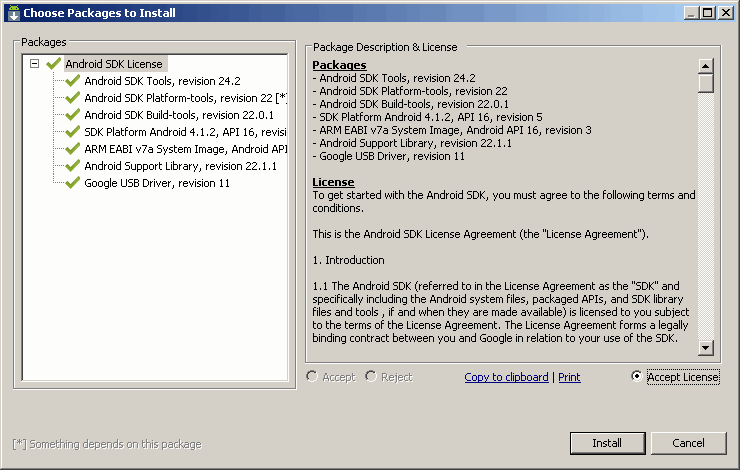 Choose Packages to Install
Packages
Android SDK License
Android SDK Tools, revision 24.2
Android SDK Platform-tools, revision 22 [*]
Android SDK Build-tools, revision 22.0.1
SDK Platform Android 4.1.2, API 16, revisi
ARM EABI v7a System Image, Android API
Android Support Library, revision 22.1.1
Google USB Driver, revision 11
Package Description & License
Packages
- Android SDK Tools, revision 24.2
- Android SDK Platform-tools, revision 22
- Android SDK Build-tools, revision 22.0.1
- SDK Platform Android 4.1.2, API 16, revision 5
- ARM EABI v7a System Image, Android API 16, revision 3
- Android Support Library, revision 22.1.1
- Google USB Driver, revision 11
License
To get started with the Android SDK, you must agree to the following terms and
conditions.
This is the Android SDK License Agreement (the "License Agreement").
1. Introduction
1.1 The Android SDK (referred to in the License Agreement as the "SDK" and
specifically including the Android system files, packaged APIs, and SDK library
files and tools , if and when they are made available) is licensed to you subject
to the terms of the License Agreement. The License Agreement forms a legally
binding contract between you and Google in relation to your use of the SDK.
Accept Reject Copy to clipboard | Print Accept License
[*] Something depends on this package
Install Cancel